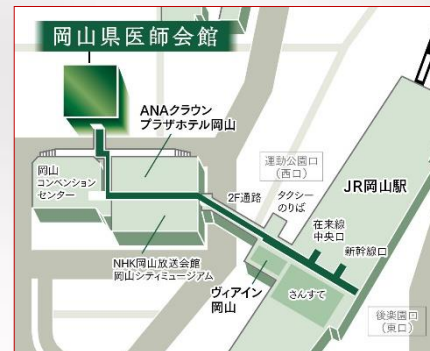 岡山県医師会館
ANAクラウン
プラザホテル岡山
岡山
コンベンション
センター
運動公園口
(西口)
JR岡山駅
2F通路
タクシー
のりば
在来線
中央口
新幹線口
NHK岡山放送会館
岡山シティミュージアム
ヴィアイン
岡山
さんすて
後楽園口
(東口)